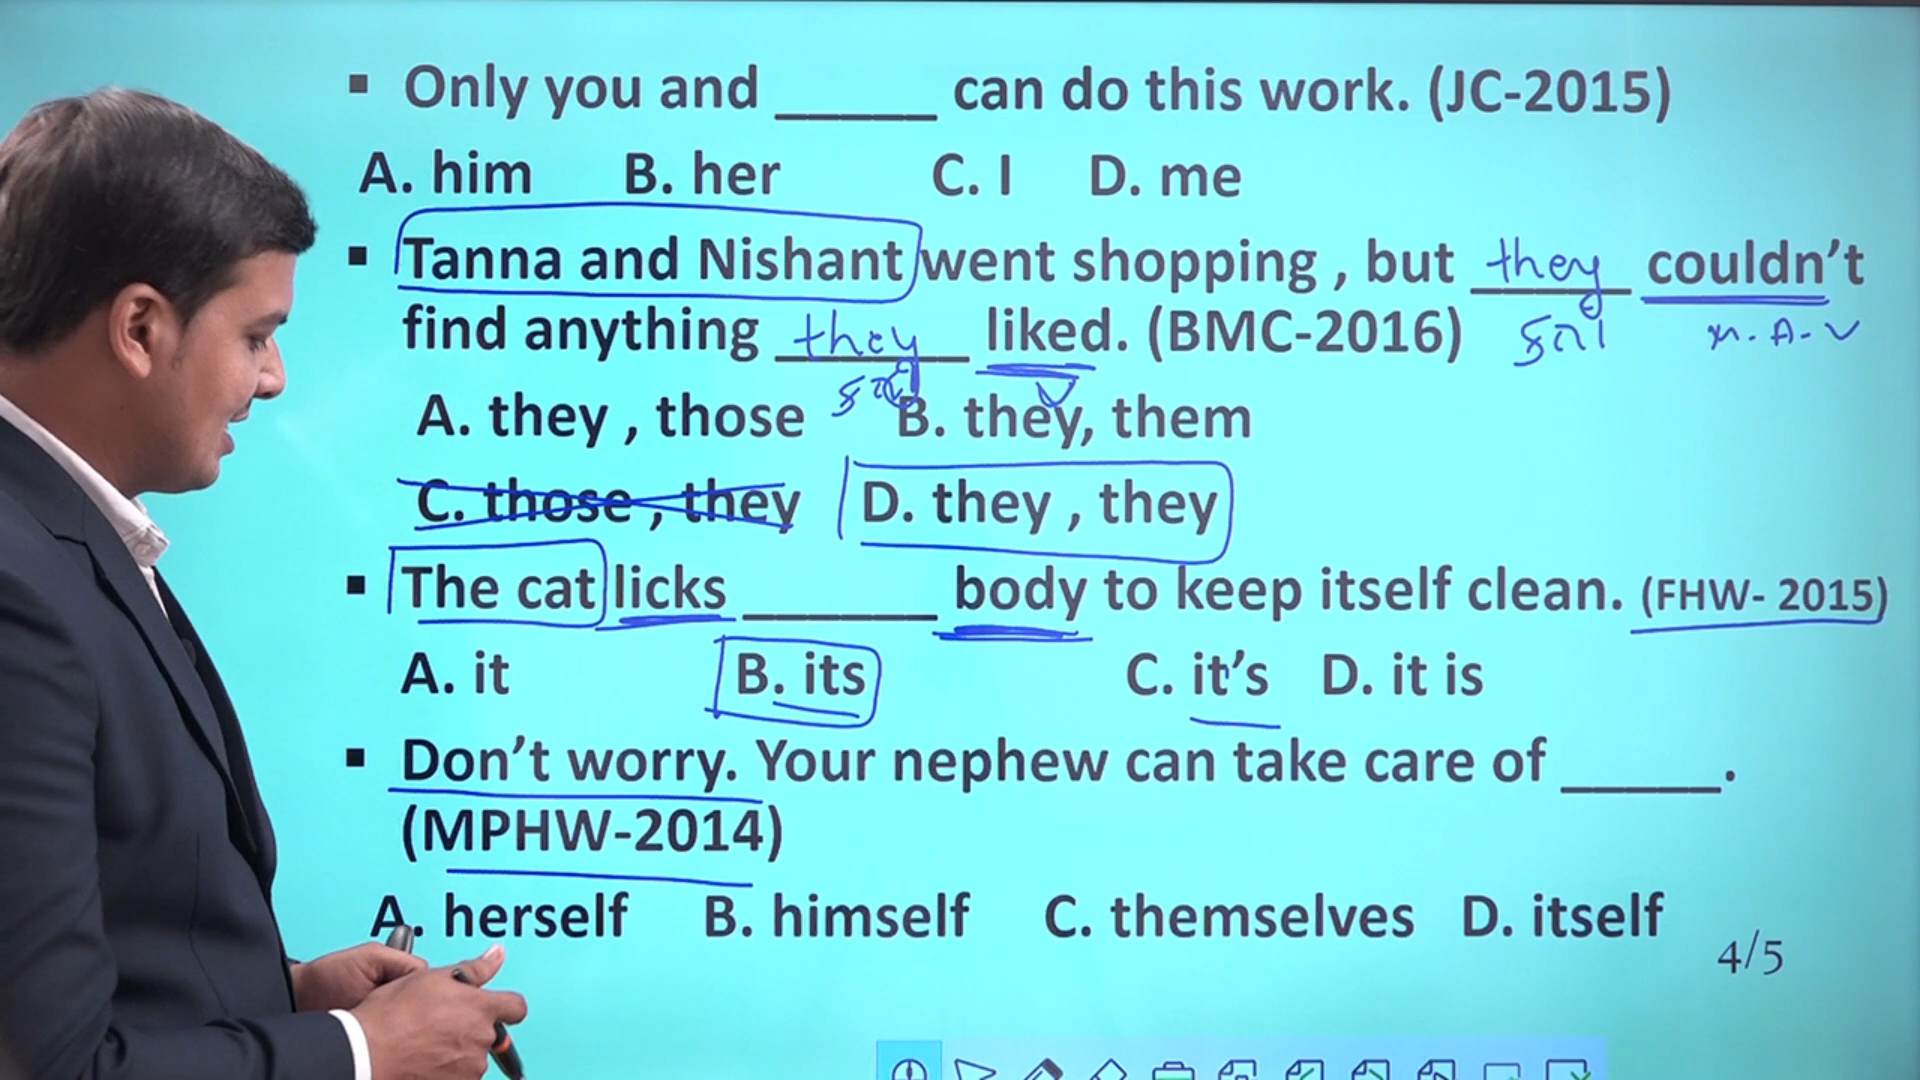 ▪ Only you and _____ can do this work. (JC-2015)
A. him B. her C. I D. me
▪ Tanna and Nishant went shopping , but they couldn't
find anything they liked. (BMC-2016)
A. they , those B. they, them
C. those , they D. they , they
▪ The cat licks ______ body to keep itself clean. (FHW- 2015)
A. it B. its C. it's D. it is
▪ Don't worry. Your nephew can take care of _____.
(MPHW-2014)
A. herself B. himself C. themselves D. itself
4/5